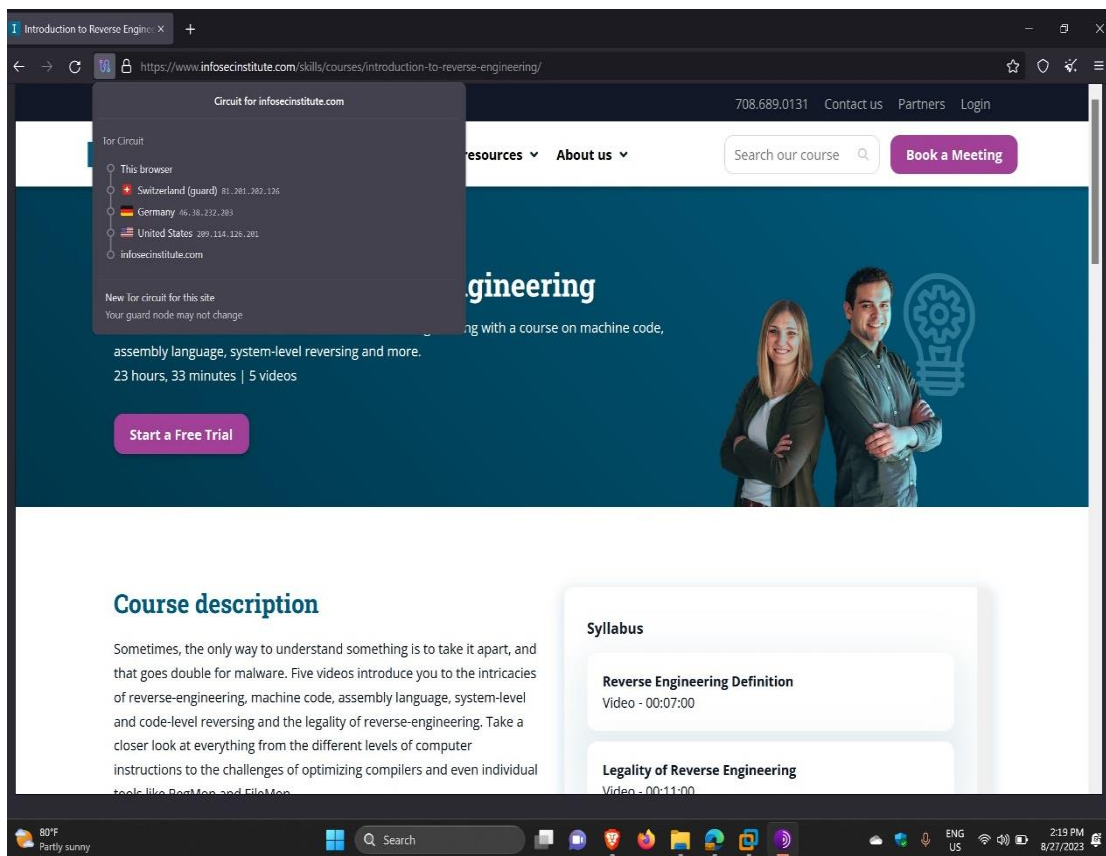 Introduction to Reverse Engine
https://www.infosecinstitute.com/skills/courses/introduction-to-reverse-engineering/
Circuit for infosecinstitute.com
708.689.0131 Contact us Partners Login
Tor Circuit
This browser
Switzerland (guard) 81.201.202.126
Germany 46.38.232.203
United States 209.114.126.201
infosecinstitute.com
New Tor circuit for this site
Your guard node may not change
resources About us
Search our course
Book a Meeting
gineering
ng with a course on machine code,
assembly language, system-level reversing and more.
23 hours, 33 minutes | 5 videos
Start a Free Trial
Course description
Sometimes, the only way to understand something is to take it apart, and
that goes double for malware. Five videos introduce you to the intricacies
of reverse-engineering, machine code, assembly language, system-level
and code-level reversing and the legality of reverse-engineering. Take a
closer look at everything from the different levels of computer
instructions to the challenges of optimizing compilers and even individual
tools like RegMon and FileMon
Syllabus
Reverse Engineering Definition
Video - 00:07:00
Legality of Reverse Engineering
Video - 00:11:00
80°F
Partly sunny
Search
ENG
US
2:19 PM
8/27/2023